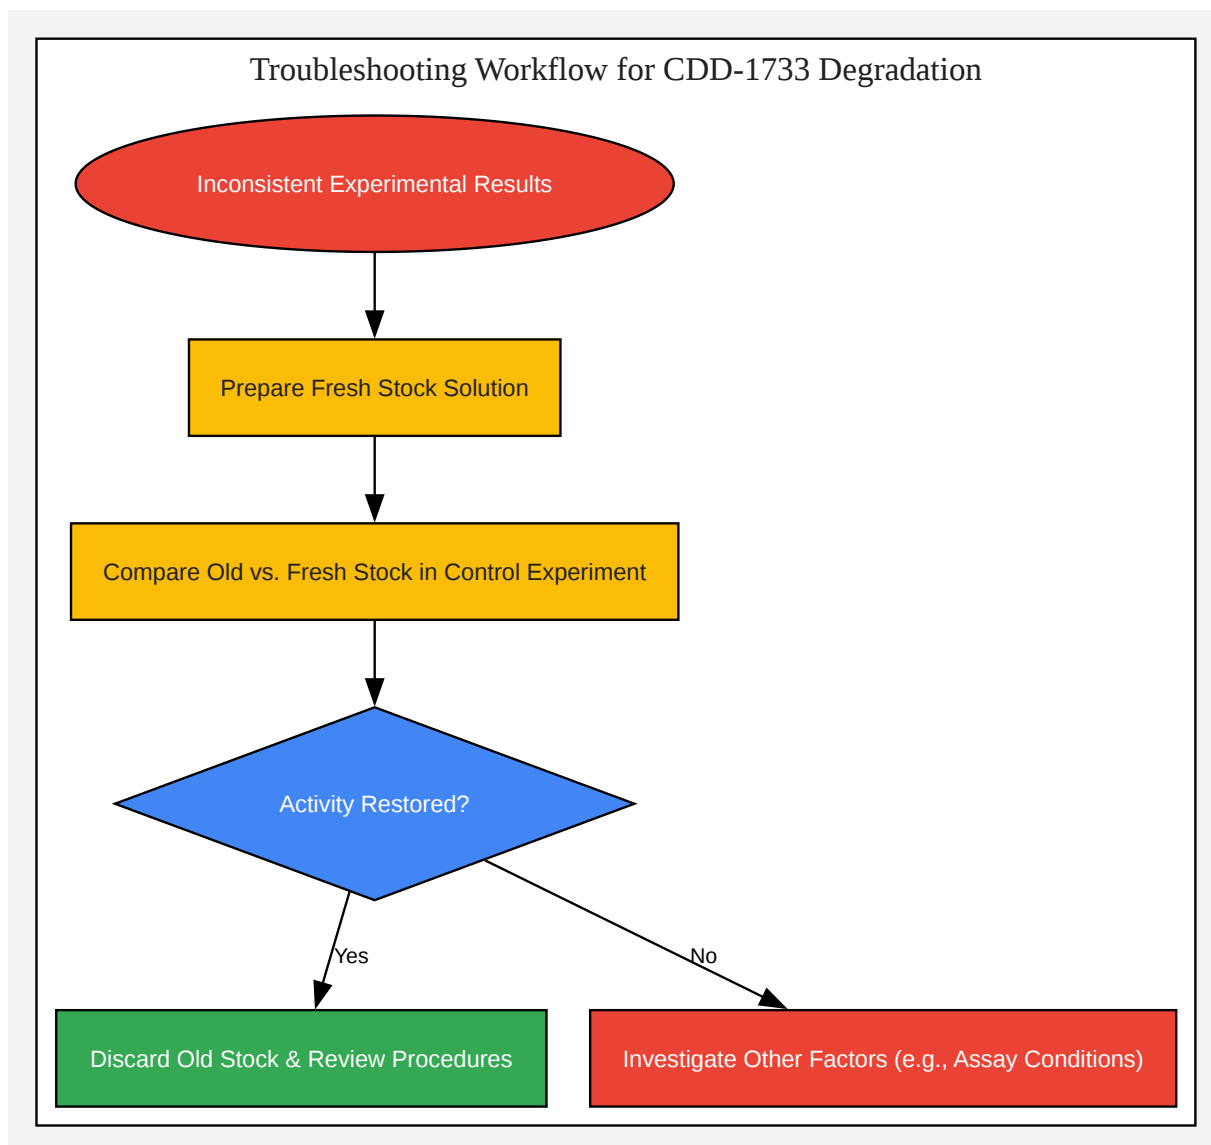 Troubleshooting Workflow for CDD-1733 Degradation
Inconsistent Experimental Results
Prepare Fresh Stock Solution
Compare Old vs. Fresh Stock in Control Experiment
Activity Restored?
Yes
No
Discard Old Stock & Review Procedures
Investigate Other Factors (e.g., Assay Conditions)